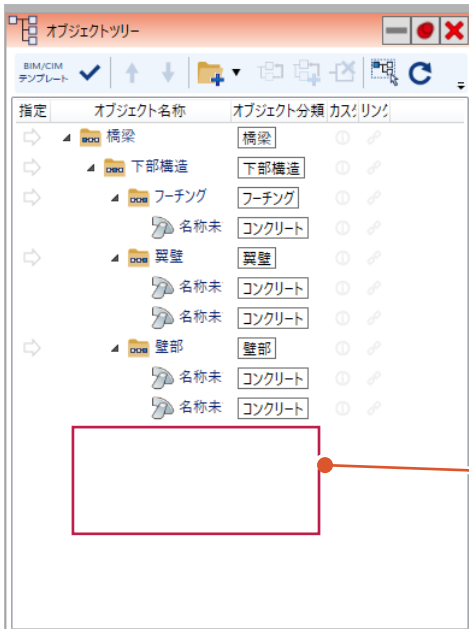 オブジェクトツリー
BIM/CIM
テンプレート
指定 オブジェクト名称 オブジェクト分類 カスタ リンク
橋梁 橋梁
下部構造 下部構造
フーチング フーチング
名称未 コンクリート
翼壁 翼壁
名称未 コンクリート
名称未 コンクリート
壁部 壁部
名称未 コンクリート
名称未 コンクリート